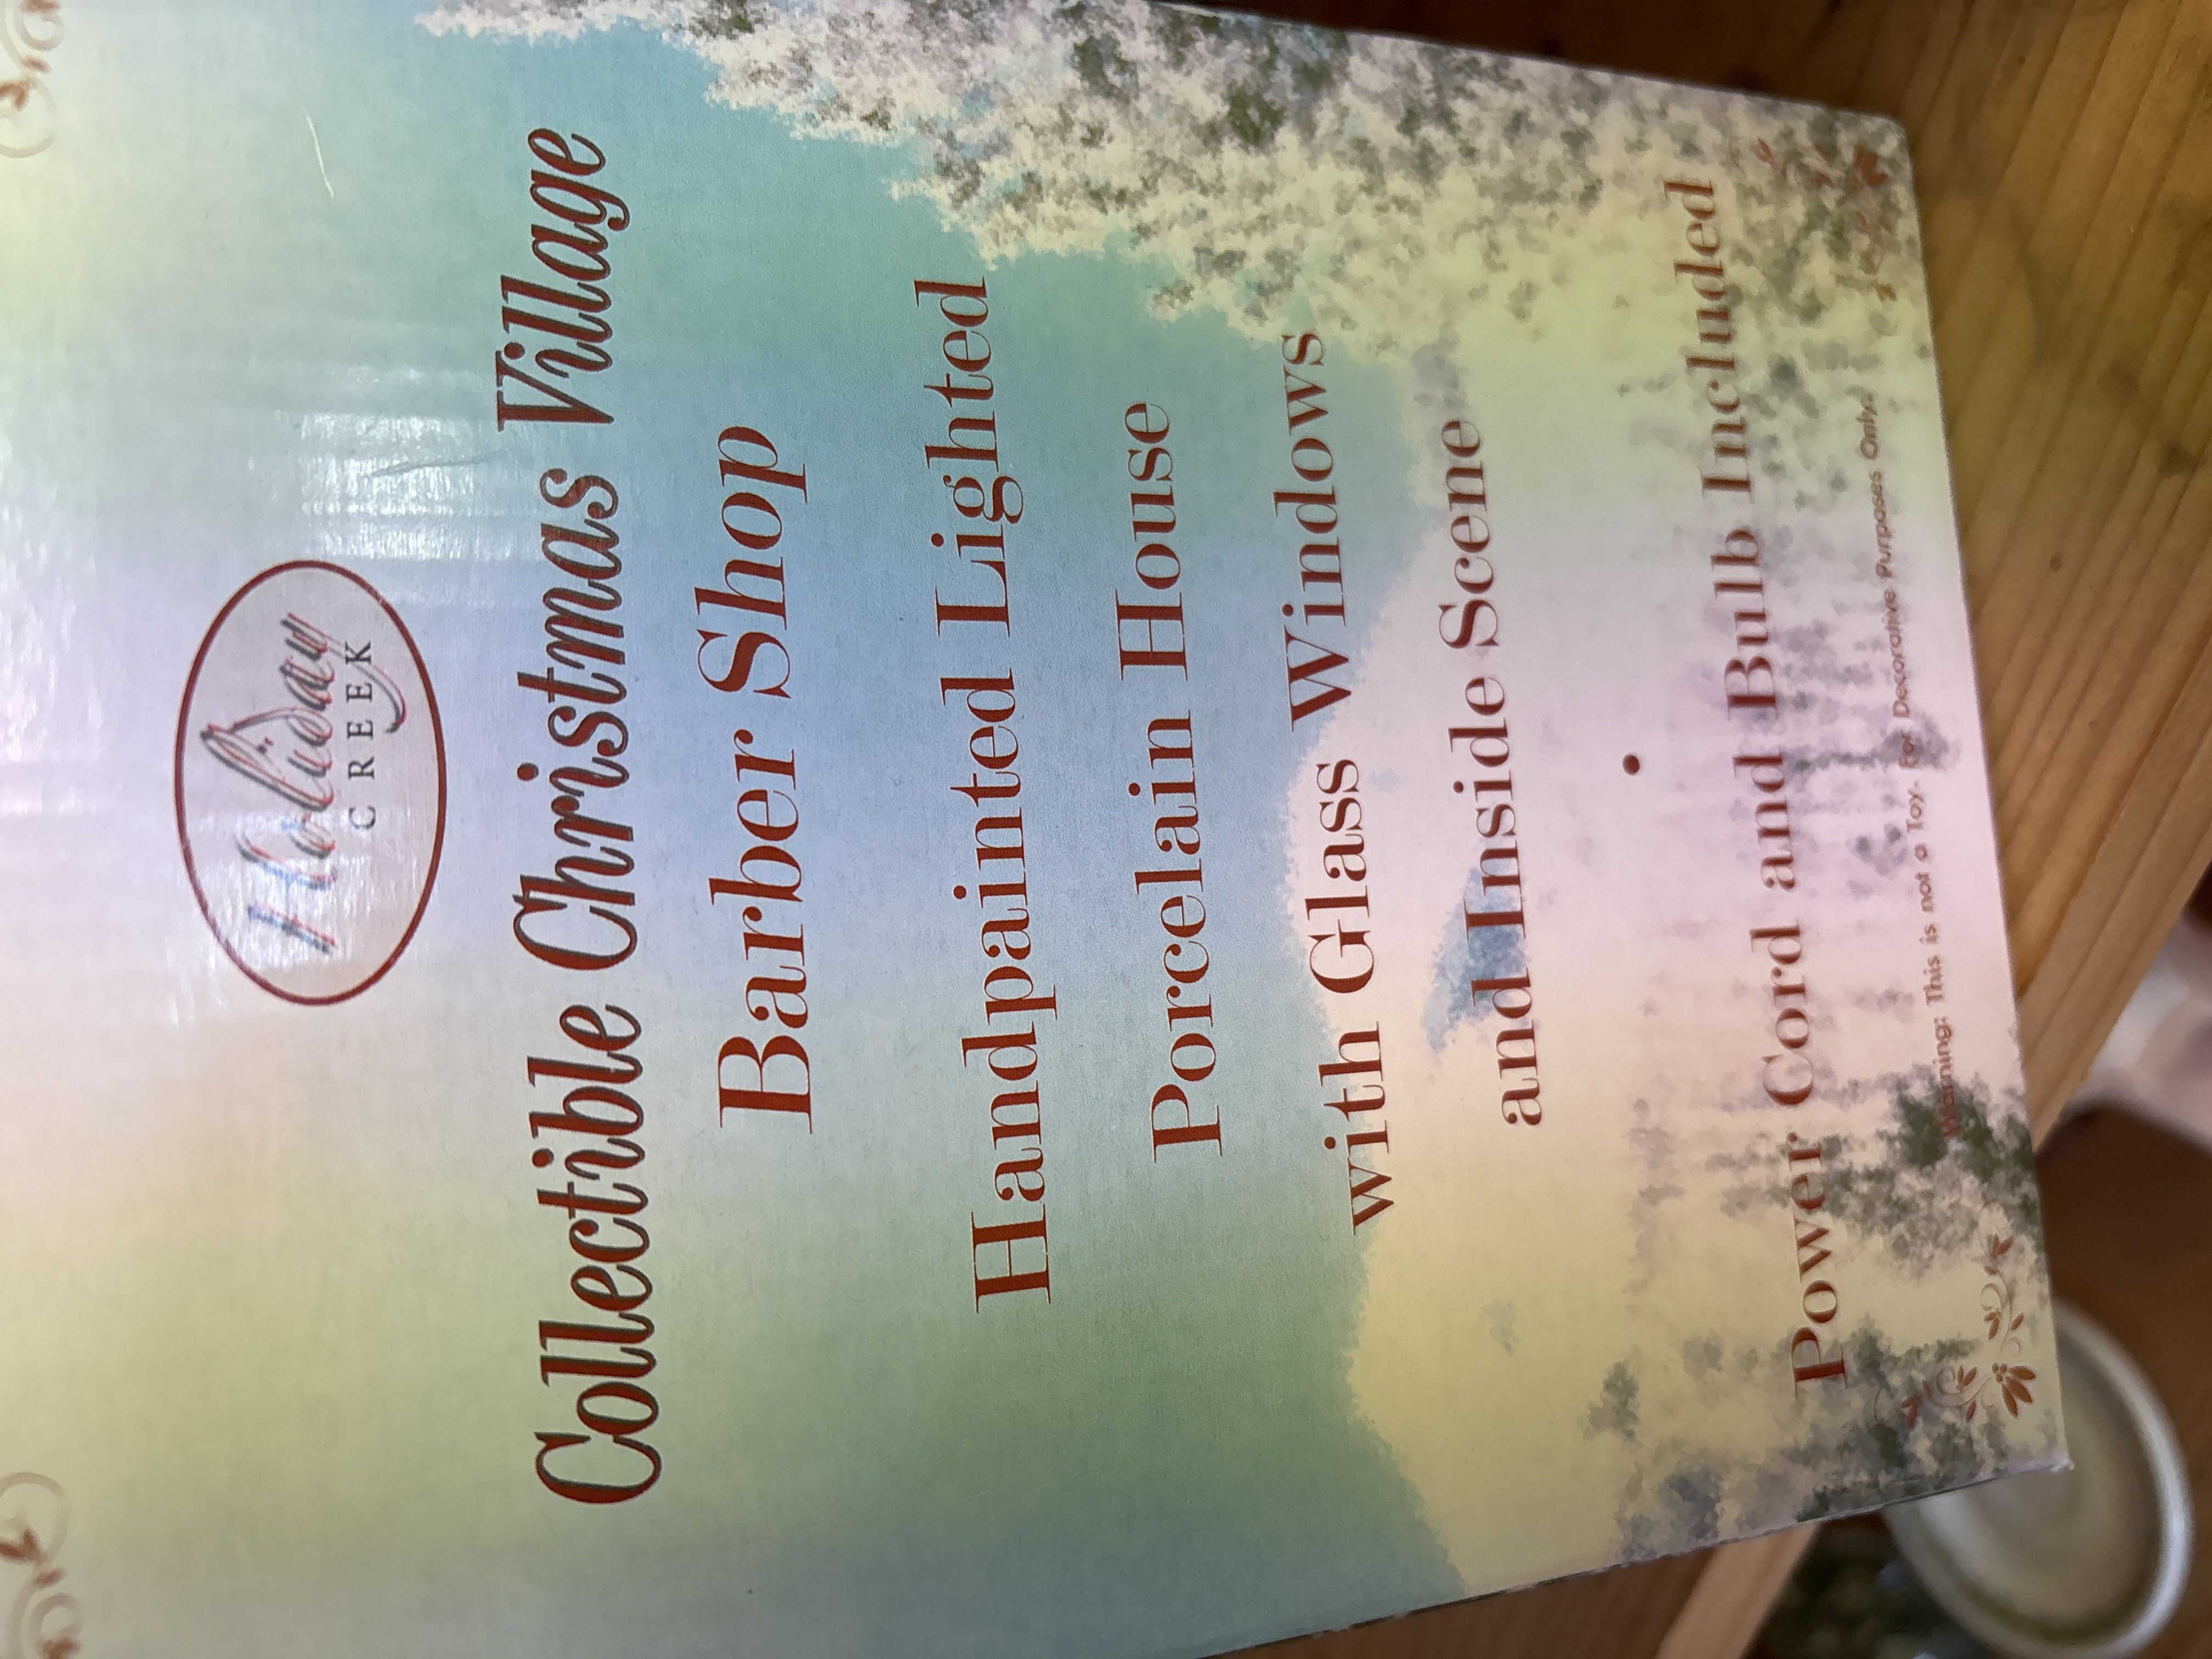 Holiday
CREEK
Collectible Christmas Village
Barber Shop
Handpainted Lighted
Porcelain House
with Glass Windows
and Inside Scene
•
Power Cord and Bulb Included
Warning: This is not a Toy- For Decorative Purposes Only.